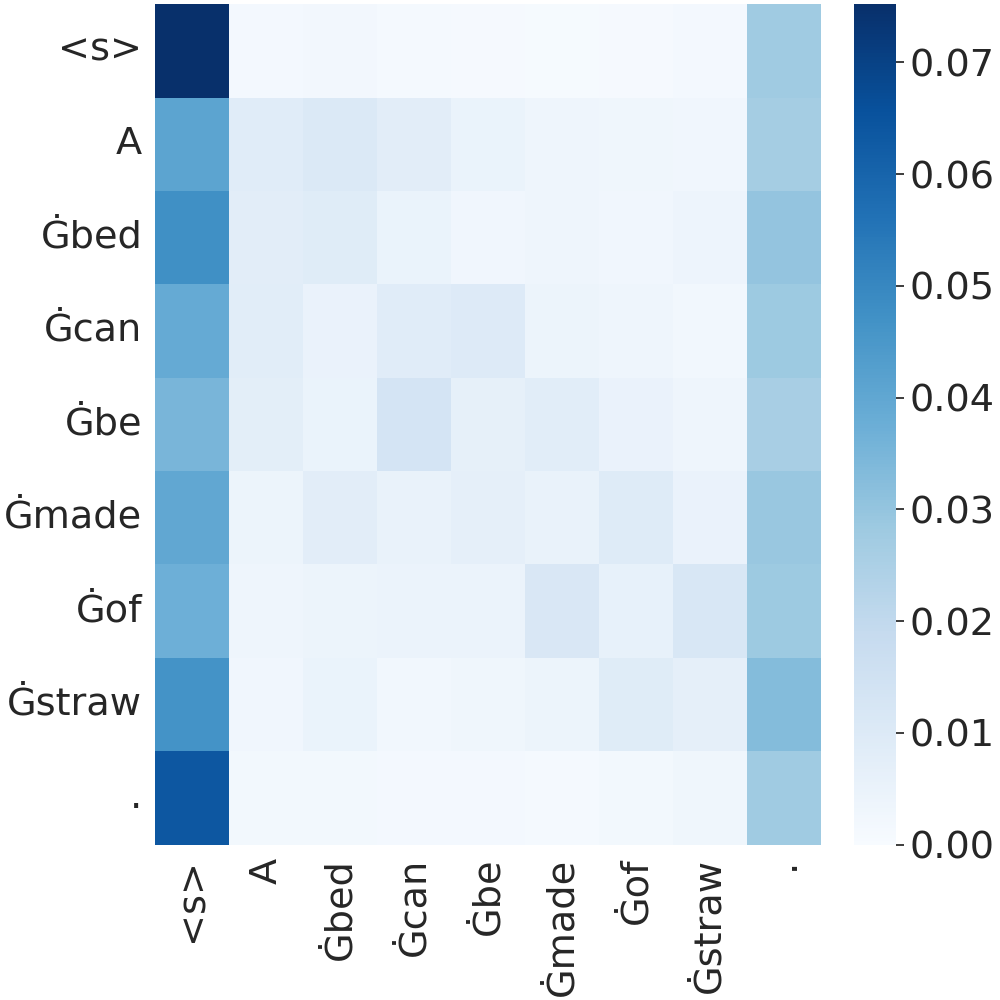 <s>
A
Ġbed
Ġcan
Ġbe
Ġmade
Ġof
Ġstraw
.
<s>
A
Ġbed
Ġcan
Ġbe
Ġmade
Ġof
Ġstraw
.
0.07
0.06
0.05
0.04
0.03
0.02
0.01
0.00